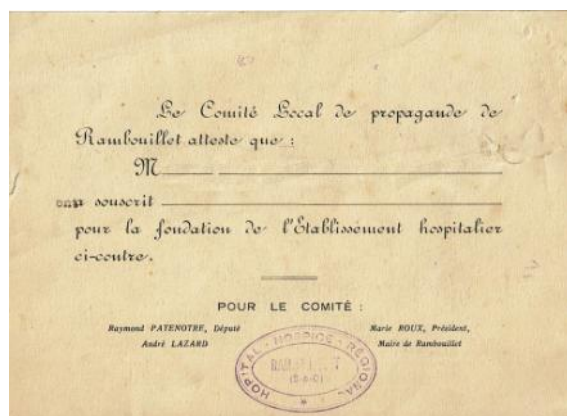 Le Comité Local de propagande de
Rambouillet atteste que :
M
souscrit
pour la fondation de l'Etablissement hospitalier
ci-contre.
POUR LE COMITÉ :
Raymond PATENOTRE, Député
André LAZARD
Marie ROUX, Président,
Maire de Rambouillet
HOPITAL - HOSPICE - RÉGIONAL
RAMBOUILLET
(S-&-O)